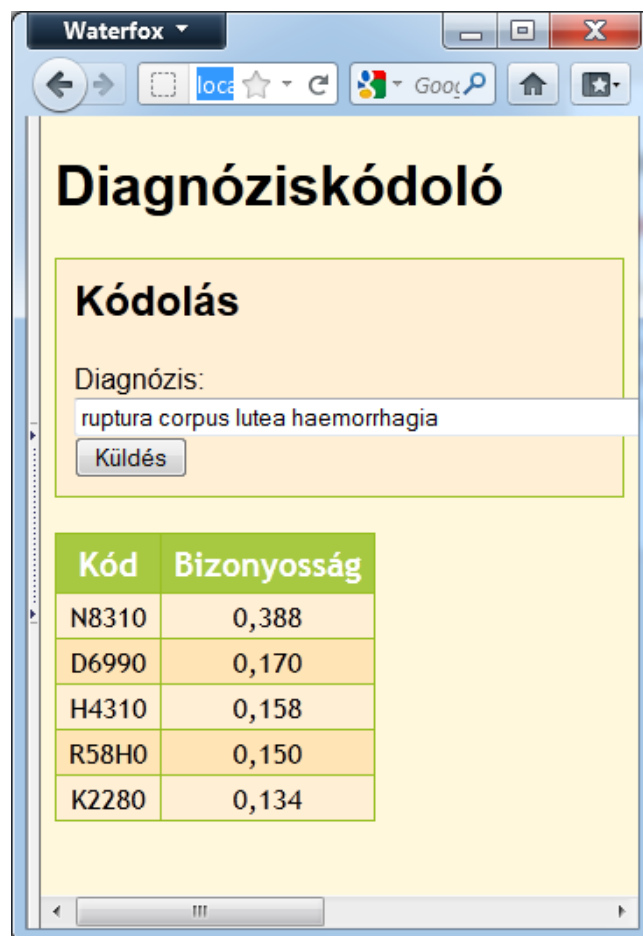 Waterfox
loca
Goo
Diagnóziskódoló
Kódolás
Diagnózis:
ruptura corpus lutea haemorrhagia
Küldés
Kód Bizonyosság
N8310 0,388
D6990 0,170
H4310 0,158
R58H0 0,150
K2280 0,134